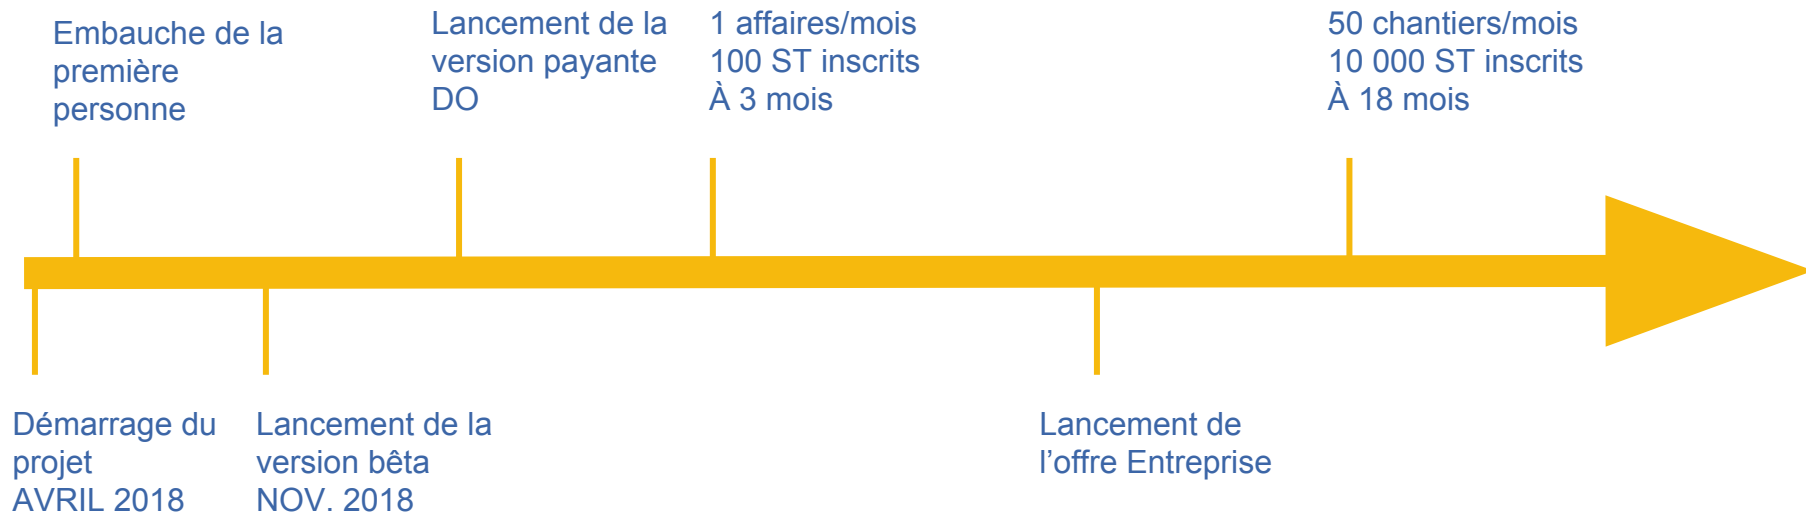 Embauche de la
première
personne
Lancement de la
version payante
DO
1 affaires/mois
100 ST inscrits
À 3 mois
50 chantiers/mois
10 000 ST inscrits
À 18 mois
Démarrage du
projet
AVRIL 2018
Lancement de la
version bêta
NOV. 2018
Lancement de
l’offre Entreprise